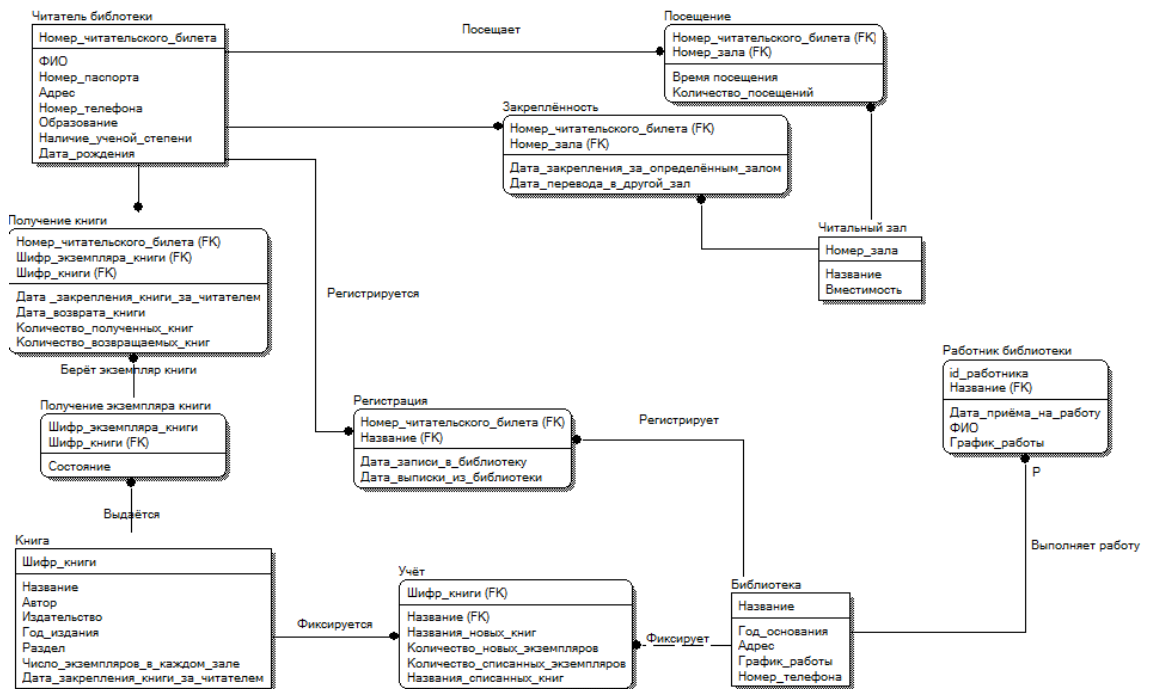 Читатель библотеки
Номер_читательского_билета
ФИО
Номер_паспорта
Адрес
Номер_телефона
Образование
Наличие_ученой_степени
Дата_рождения
Посещает
Посещение
Номер_читательского_билета (FK)
Номер_зала (FK)
Время посещения
Количество_посещений
Закреплённость
Номер_читательского_билета (FK)
Номер_зала (FK)
Дата_закрепления_за_определённым_залом
Дата_перевода_в_другой_зал
Читальный зал
Номер_зала
Название
Вместимость
Получение книги
Номер_читательского_билета (FK)
Шифр_экземпляра_книги (FK)
Шифр_книги (FK)
Дата _закрепления_книги_за_читателем
Дата_возврата_книги
Количество_полученных_книг
Количество_возвращаемых_книг
Регистрируется
Берёт экземпляр книги
Получение экземпляра книги
Шифр_экземпляра_книги
Шифр_книги (FK)
Состояние
Регистрация
Номер_читательского_билета (FK)
Название (FK)
Дата_записи_в_библиотеку
Дата_выписки_из_библиотеки
Регистрирует
Работник библиотеки
id_работника
Название (FK)
Дата_приёма_на_работу
ФИО
График_работы
P
Выполняет работу
Выдаётся
Книга
Шифр_книги
Название
Автор
Издательство
Год_издания
Раздел
Число_экземпляров_в_каждом_зале
Дата_закрепления_книги_за_читателем
Фиксируется
Учёт
Шифр_книги (FK)
Название (FK)
Названия_новых_книг
Количество_новых_экземпляров
Количество_списанных_экземпляров
Названия_списанных_книг
Фиксирует
Библиотека
Название
Год_основания
Адрес
График_работы
Номер_телефона